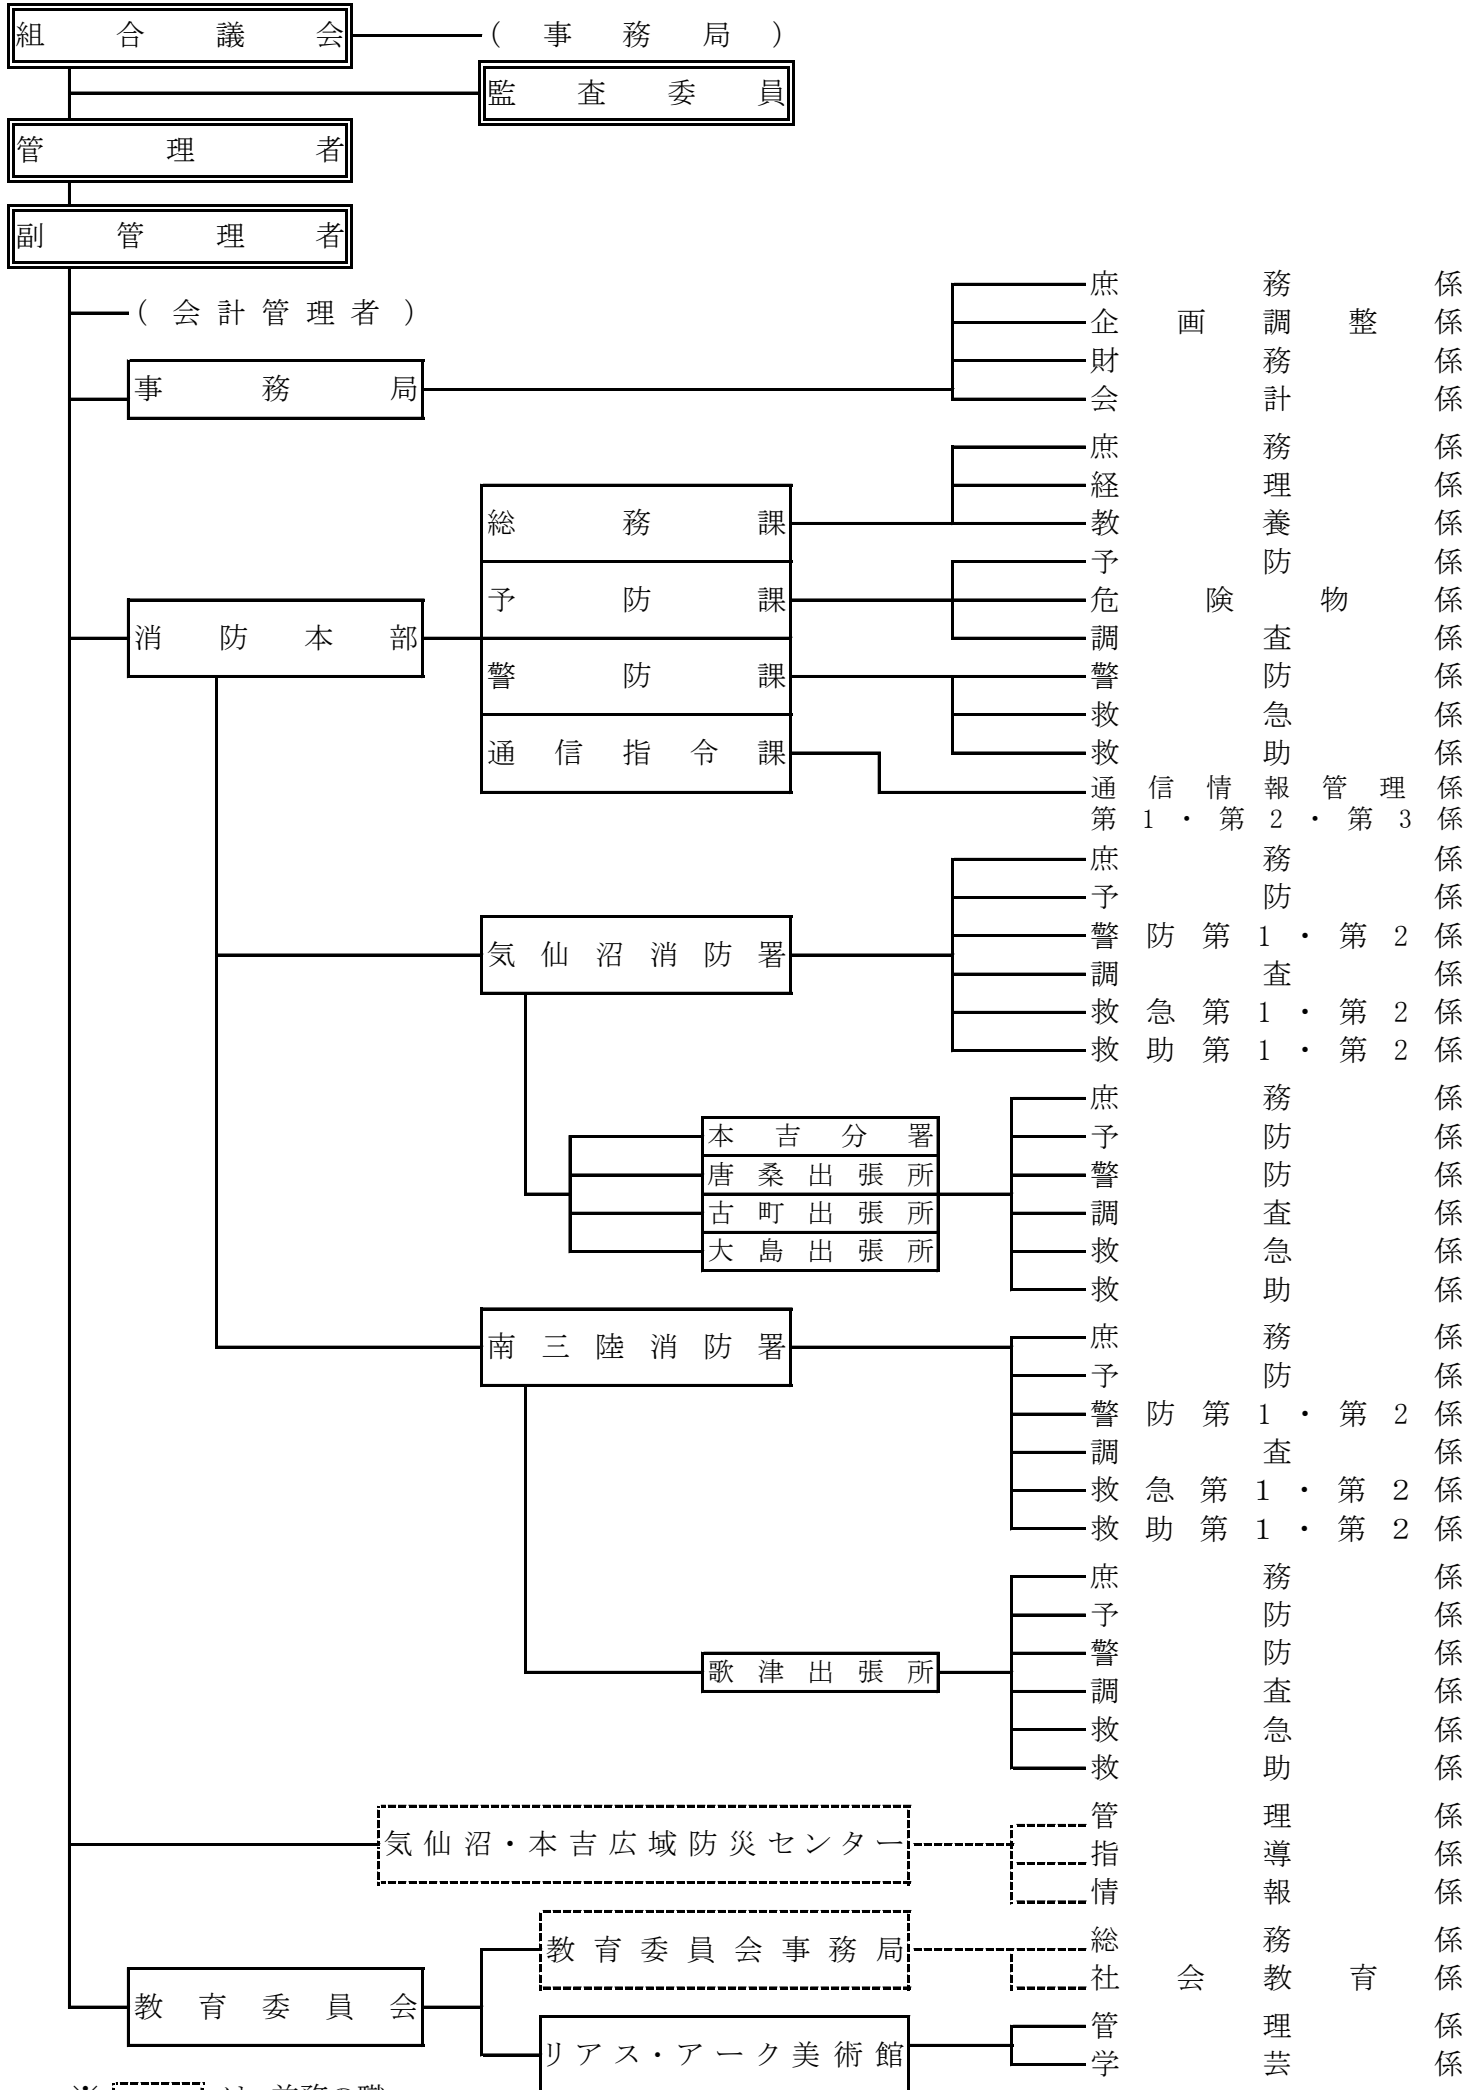 組合議会
(事務局)
監査委員
管理者
副管理者
(会計管理者)
事務局
庶務係
企画調整係
財務係
会計係
消防本部
総務課
庶務係
経理係
教養係
予防課
予防係
危険物係
調査係
警防課
警防係
救急係
救助係
通信指令課
通信情報管理係
第1・第2・第3係
気仙沼消防署
庶務係
予防係
警防第1・第2係
調査係
救急第1・第2係
救助第1・第2係
本吉分署
唐桑出張所
古町出張所
大島出張所
庶務係
予防係
警防係
調査係
救急係
救助係
南三陸消防署
庶務係
予防係
警防第1・第2係
調査係
救急第1・第2係
救助第1・第2係
歌津出張所
庶務係
予防係
警防係
調査係
救急係
救助係
気仙沼・本吉広域防災センター
管理係
指導係
情報係
教育委員会
教育委員会事務局
総務係
社会教育係
リアス・アーク美術館
管理係
学芸係